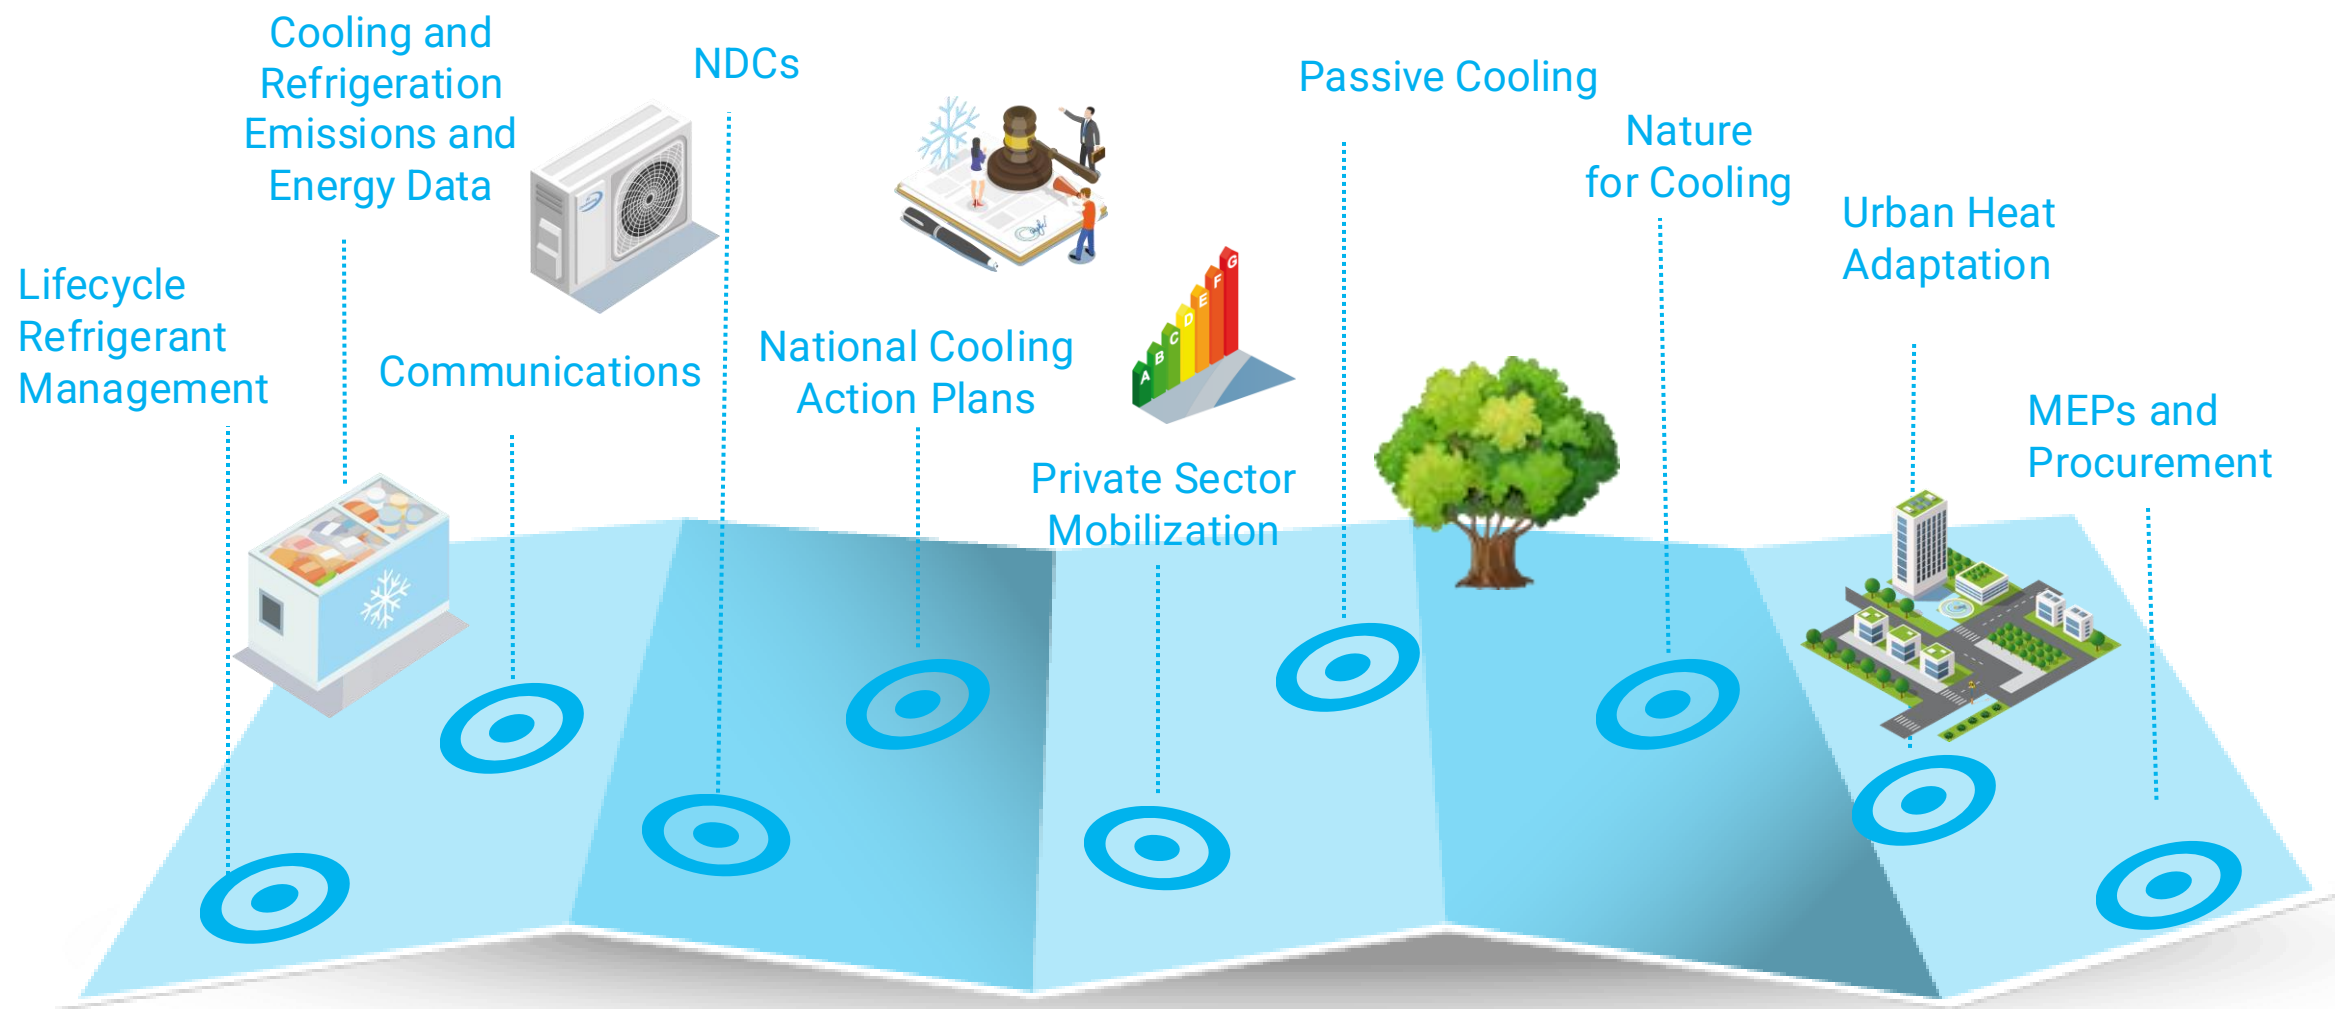 Cooling and
Refrigeration
Emissions and
Energy Data
NDCs
Passive Cooling
Nature
for Cooling
Urban Heat
Adaptation
Lifecycle
Refrigerant
Management
Communications
National Cooling
Action Plans
A
B
C
D
E
F
G
Private Sector
Mobilization
MEPs and
Procurement